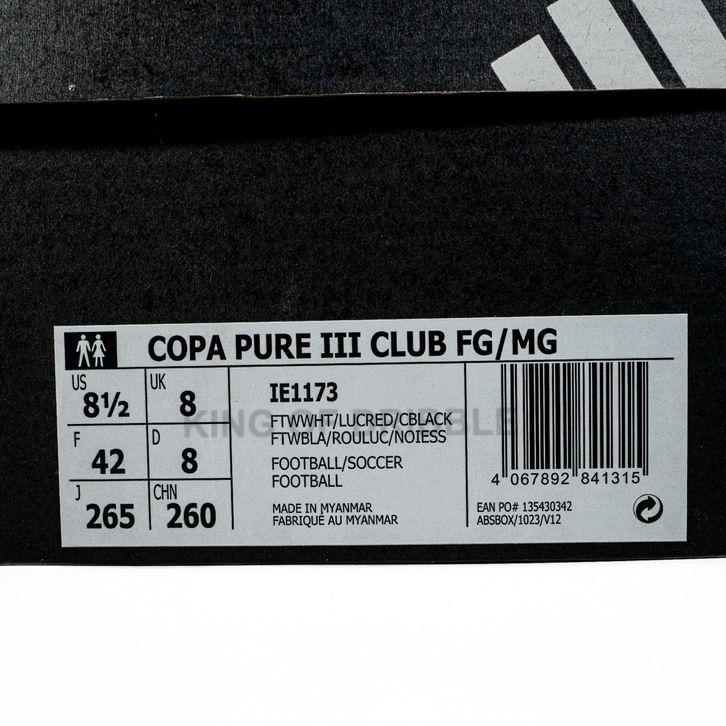 COPA PURE III CLUB FG/MG
US 8½ UK 8
F 42 D 8
J 265 CHN 260
IE1173
FTWWHT/LUCRED/CBLACK
FTWBLA/ROULUC/NOIESS
FOOTBALL/SOCCER
FOOTBALL
MADE IN MYANMAR
FABRIQUÉ AU MYANMAR
4 067892 841315
EAN PO# 135430342
ABSBOX/1023/V12